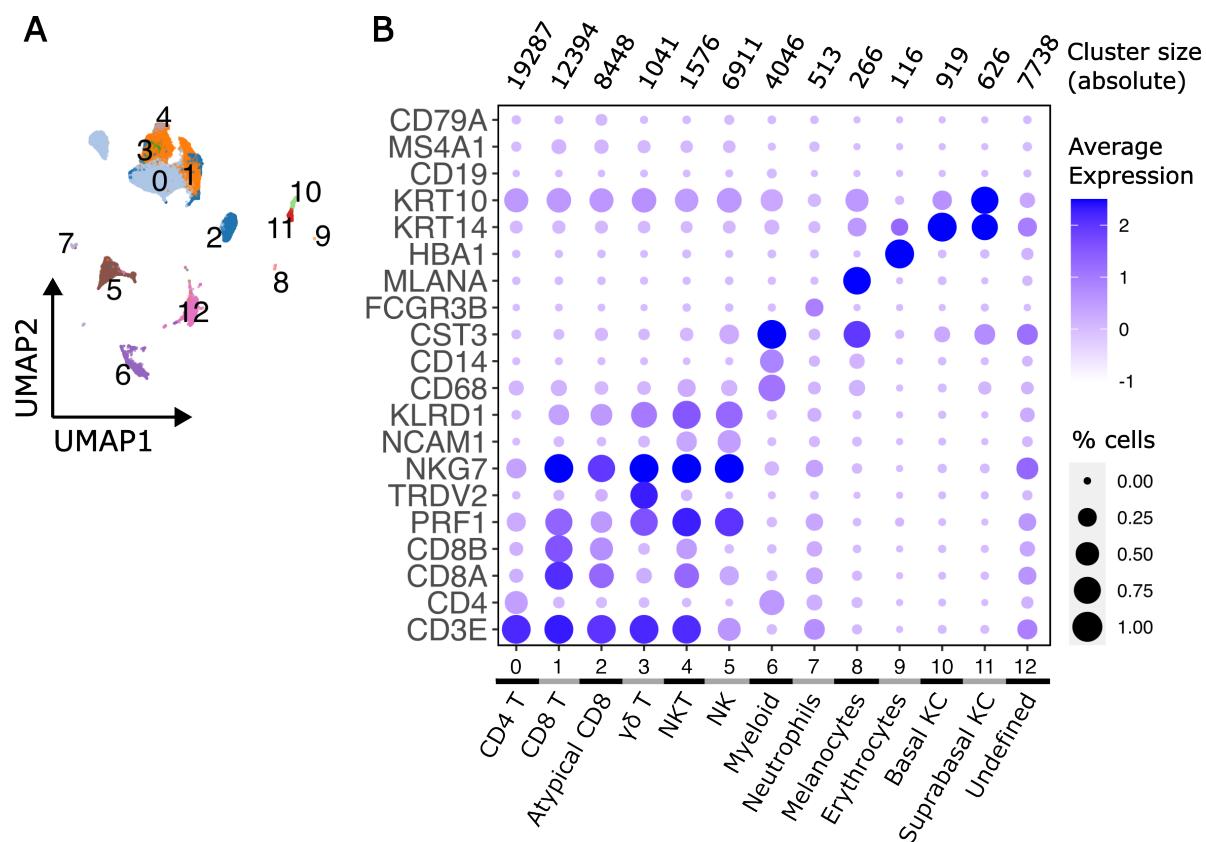 A
4
3
0
1
10
11
9
2
7
5
8
12
6
UMAP2
UMAP1
B
19287 12394 8448 1041 1576 6911 4046 513 266 116 919 626 7738
Cluster size
(absolute)
CD79A
MS4A1
CD19
KRT10
KRT14
HBA1
MLANA
FCGR3B
CST3
CD14
CD68
KLRD1
NCAM1
NKG7
TRDV2
PRF1
CD8B
CD8A
CD4
CD3E
0 1 2 3 4 5 6 7 8 9 10 11 12
CD4 T
CD8 T
Atypical CD8
γδ T
NKT
NK
Myeloid
Neutrophils
Melanocytes
Erythrocytes
Basal KC
Suprabasal KC
Undefined
Average
Expression
2
1
0
-1
% cells
0.00
0.25
0.50
0.75
1.00